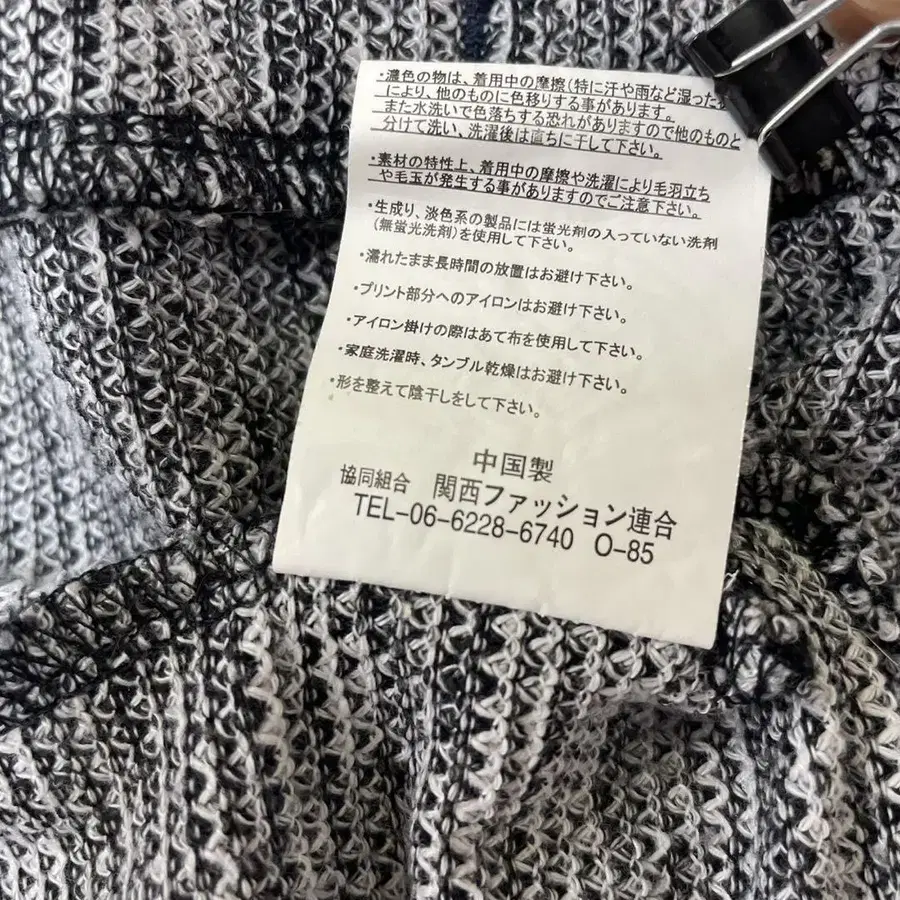 ・濃色の物は、着用中の摩擦(特に汗や雨など湿った
により、他のものに色移りする事があります。
また水洗いで色落ちする恐れがありますので他のものと
分けて洗い、洗濯後は直ちに干して下さい。
・素材の特性上、着用中の摩擦や洗濯により毛羽立ち
や毛玉が発生する事がありますのでご注意下さい。
・生成り、淡色系の製品には蛍光剤の入っていない洗剤
(無蛍光洗剤)を使用して下さい。
・濡れたまま長時間の放置はお避け下さい。
・プリント部分へのアイロンはお避け下さい。
・アイロン掛けの際はあて布を使用して下さい。
・家庭洗濯時、タンブル乾燥はお避け下さい。
・形を整えて陰干しをして下さい。
中国製
協同組合 関西ファッション連合
TEL-06-6228-6740 O-85